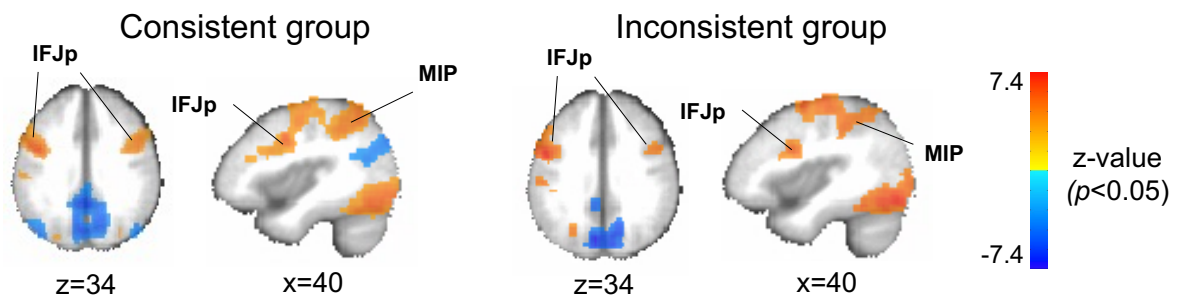 Consistent group
Inconsistent group
IFJp
IFJp
MIP
IFJp
IFJp
MIP
z=34
x=40
z=34
x=40
7.4
-7.4
z-value
(p<0.05)